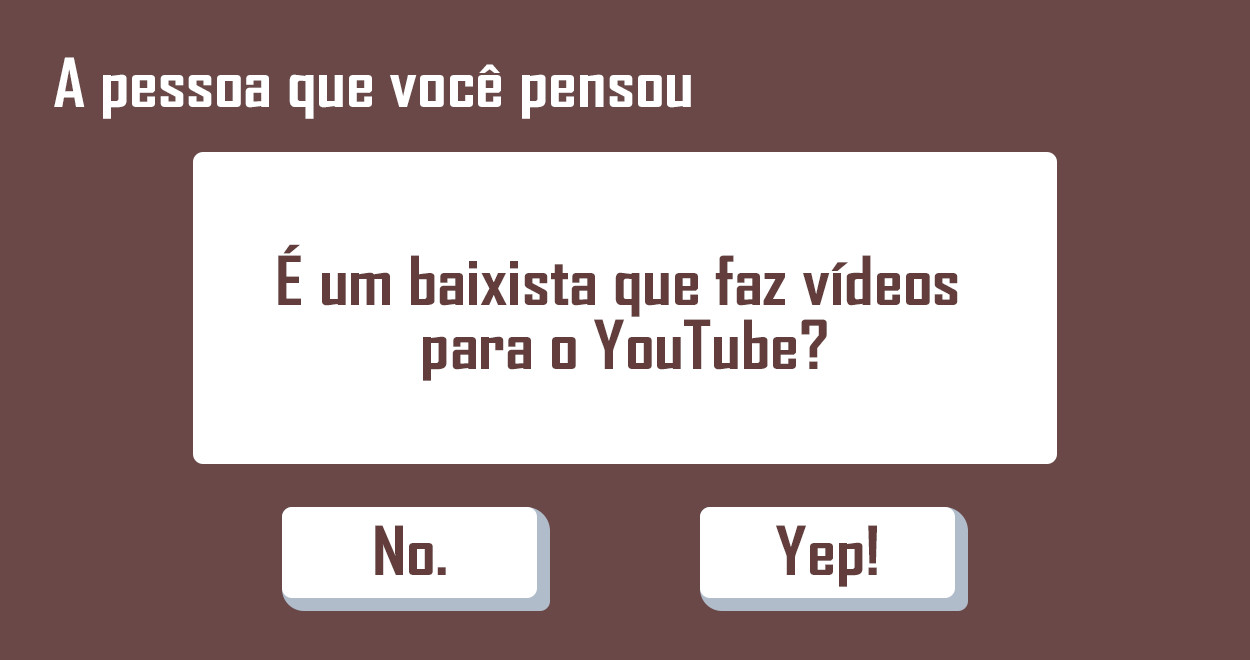 A pessoa que você pensou
É um baixista que faz vídeos
para o YouTube?
No.
Yep!